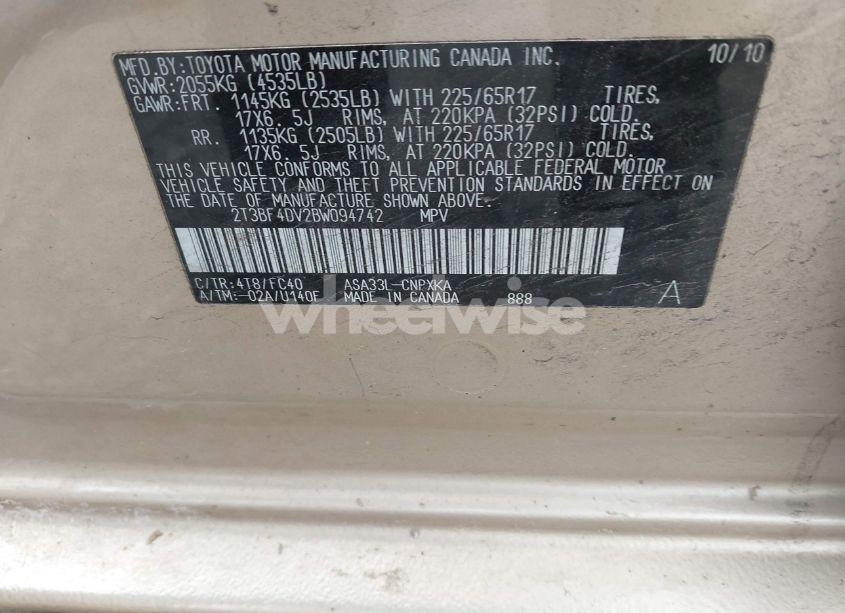 MFD.BY:TOYOTA MOTOR MANUFACTURING CANADA INC. 10/10
GVWR:2055KG (4535LB)
GAWR:FRT. 1145KG (2535LB) WITH 225/65R17 TIRES,
17X6. 5J RIMS, AT 220KPA (32PSI) COLD.
RR. 1135KG (2505LB) WITH 225/65R17 TIRES,
17X6. 5J RIMS, AT 220KPA (32PSI) COLD.
THIS VEHICLE CONFORMS TO ALL APPLICABLE FEDERAL MOTOR
VEHICLE SAFETY AND THEFT PREVENTION STANDARDS IN EFFECT ON
THE DATE OF MANUFACTURE SHOWN ABOVE.
2T3BF4DV2BW094742 MPV
C/TR:4T8/FC40 ASA33L-CNPXKA
A/TM:-02A/U140F MADE IN CANADA 888 A
wheelwise